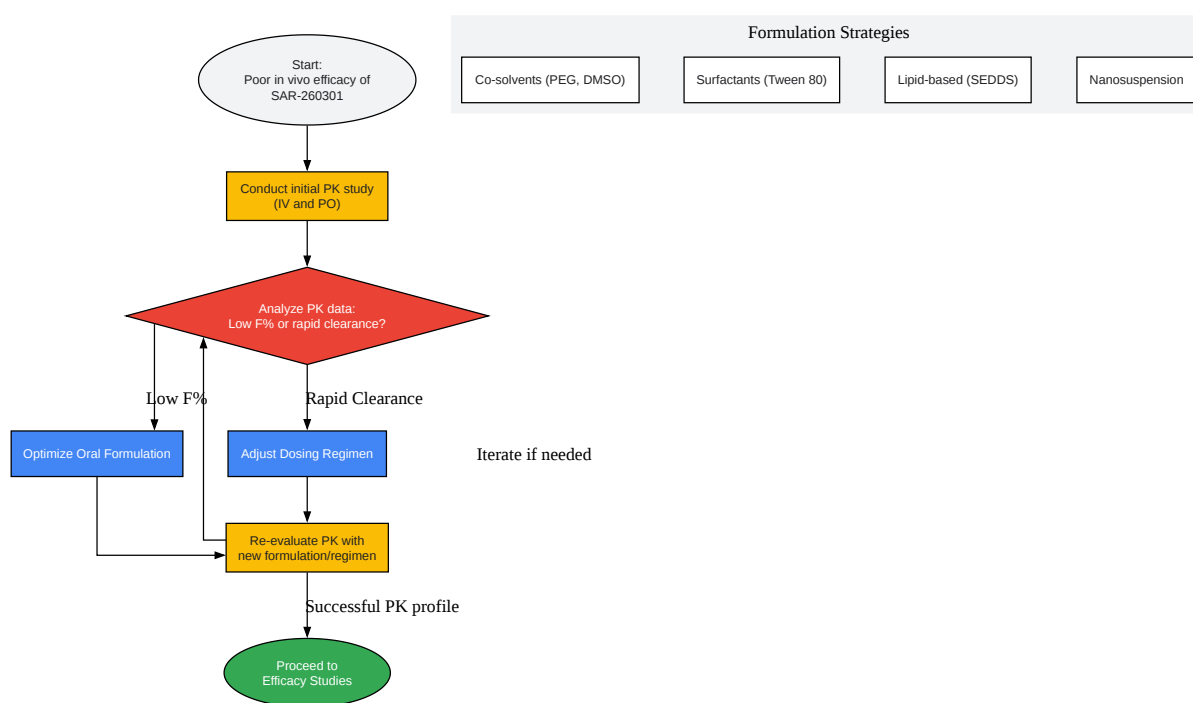 Start:
Poor in vivo efficacy of
SAR-260301
Formulation Strategies
Co-solvents (PEG, DMSO)
Surfactants (Tween 80)
Lipid-based (SEDDS)
Nanosuspension
Conduct initial PK study
(IV and PO)
Analyze PK data:
Low F% or rapid clearance?
Low F%
Rapid Clearance
Optimize Oral Formulation
Adjust Dosing Regimen
Iterate if needed
Re-evaluate PK with
new formulation/regimen
Successful PK profile
Proceed to
Efficacy Studies